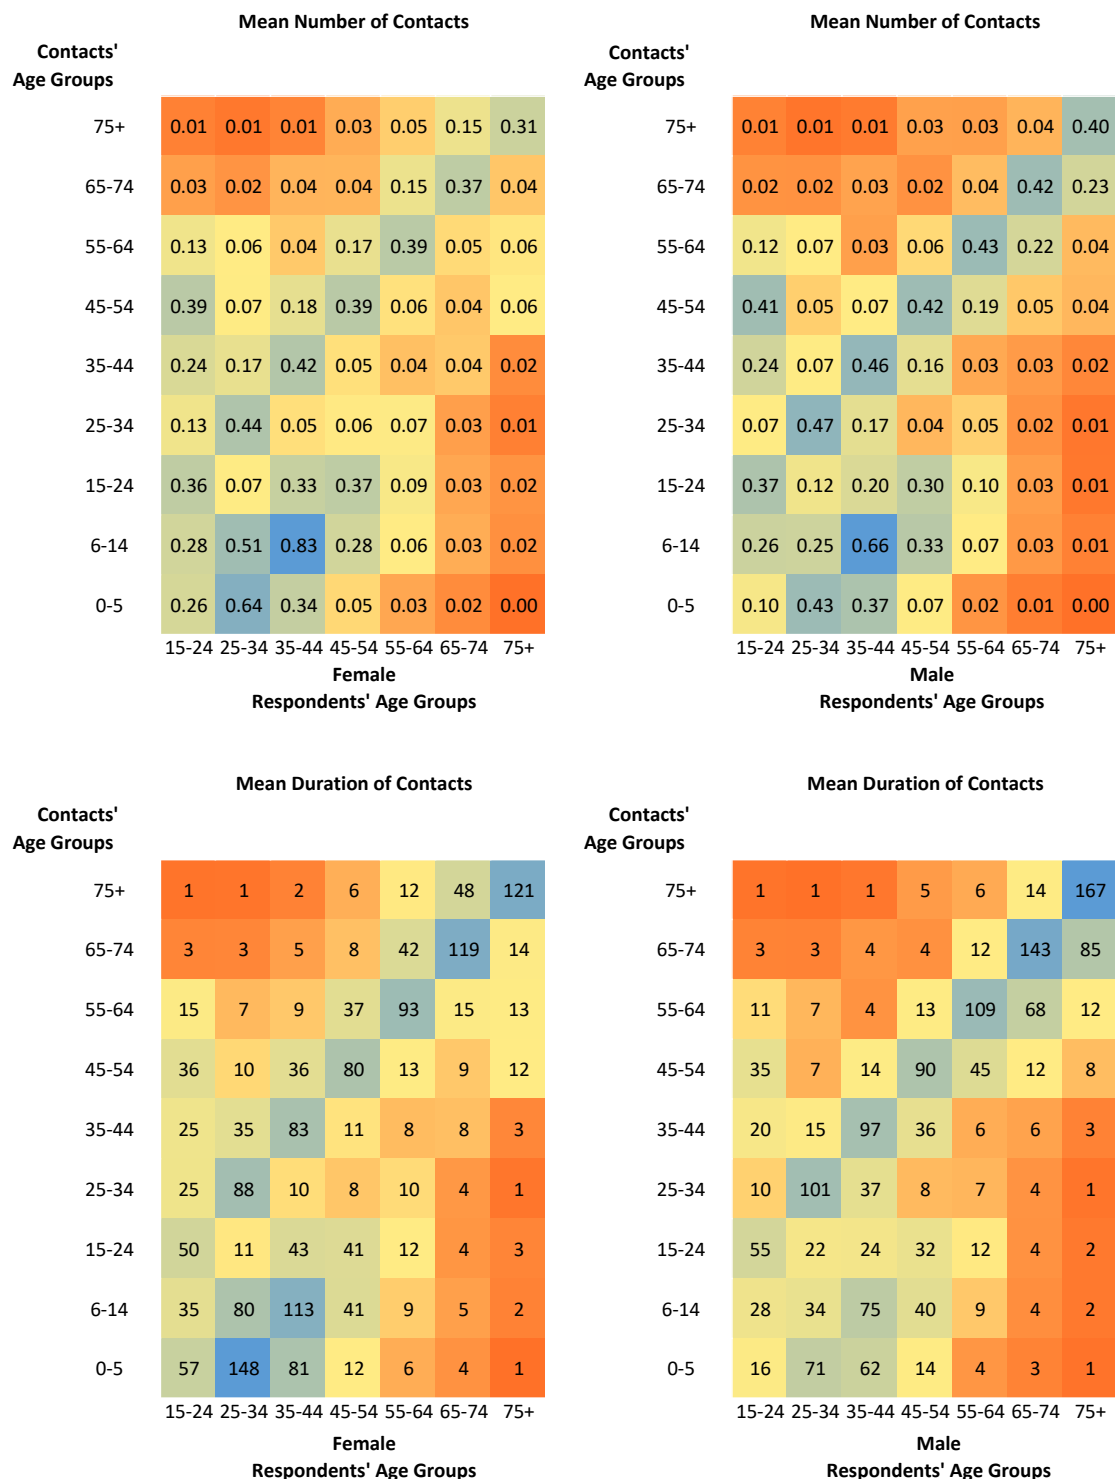 Mean Number of Contacts
Contacts'
Age Groups
75+ 0.01 0.01 0.01 0.03 0.05 0.15 0.31
65-74 0.03 0.02 0.04 0.04 0.15 0.37 0.04
55-64 0.13 0.06 0.04 0.17 0.39 0.05 0.06
45-54 0.39 0.07 0.18 0.39 0.06 0.04 0.06
35-44 0.24 0.17 0.42 0.05 0.04 0.04 0.02
25-34 0.13 0.44 0.05 0.06 0.07 0.03 0.01
15-24 0.36 0.07 0.33 0.37 0.09 0.03 0.02
6-14 0.28 0.51 0.83 0.28 0.06 0.03 0.02
0-5 0.26 0.64 0.34 0.05 0.03 0.02 0.00
15-24 25-34 35-44 45-54 55-64 65-74 75+
Female
Respondents' Age Groups
Mean Number of Contacts
Contacts'
Age Groups
75+ 0.01 0.01 0.01 0.03 0.03 0.04 0.40
65-74 0.02 0.02 0.03 0.02 0.04 0.42 0.23
55-64 0.12 0.07 0.03 0.06 0.43 0.22 0.04
45-54 0.41 0.05 0.07 0.42 0.19 0.05 0.04
35-44 0.24 0.07 0.46 0.16 0.03 0.03 0.02
25-34 0.07 0.47 0.17 0.04 0.05 0.02 0.01
15-24 0.37 0.12 0.20 0.30 0.10 0.03 0.01
6-14 0.26 0.25 0.66 0.33 0.07 0.03 0.01
0-5 0.10 0.43 0.37 0.07 0.02 0.01 0.00
15-24 25-34 35-44 45-54 55-64 65-74 75+
Male
Respondents' Age Groups
Mean Duration of Contacts
Contacts'
Age Groups
75+ 1 1 2 6 12 48 121
65-74 3 3 5 8 42 119 14
55-64 15 7 9 37 93 15 13
45-54 36 10 36 80 13 9 12
35-44 25 35 83 11 8 8 3
25-34 25 88 10 8 10 4 1
15-24 50 11 43 41 12 4 3
6-14 35 80 113 41 9 5 2
0-5 57 148 81 12 6 4 1
15-24 25-34 35-44 45-54 55-64 65-74 75+
Female
Respondents' Age Groups
Mean Duration of Contacts
Contacts'
Age Groups
75+ 1 1 1 5 6 14 167
65-74 3 3 4 4 12 143 85
55-64 11 7 4 13 109 68 12
45-54 35 7 14 90 45 12 8
35-44 20 15 97 36 6 6 3
25-34 10 101 37 8 7 4 1
15-24 55 22 24 32 12 4 2
6-14 28 34 75 40 9 4 2
0-5 16 71 62 14 4 3 1
15-24 25-34 35-44 45-54 55-64 65-74 75+
Male
Respondents' Age Groups